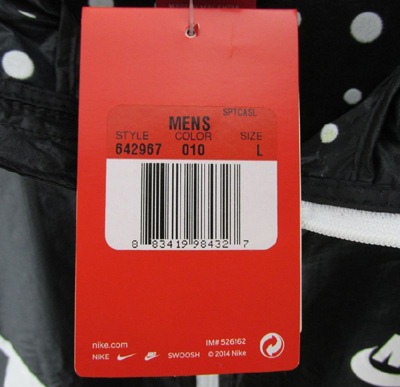 SPTCASL
MENS
STYLE COLOR SIZE
642967 010 L
8 83419 98432 7
nike.com IM# 526162
NIKE SWOOSH © 2014 Nike